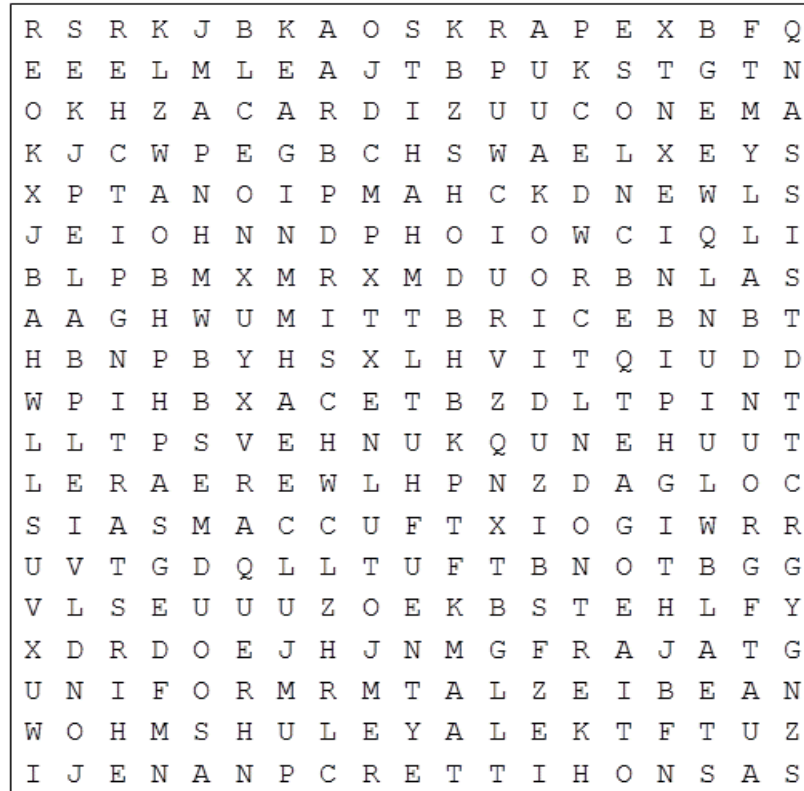 R S R K J B K A O S K R A P E X B F Q
E E E L M L E A J T B P U K S T G T N
O K H Z A C A R D I Z U U C O N E M A
K J C W P E G B C H S W A E L X E Y S
X P T A N O I P M A H C K D N E W L S
J E I O H N N D P H O I O W C I Q L I
B L P B M X M R X M D U O R B N L A S
A A G H W U M I T T B R I C E B N B T
H B N P B Y H S X L H V I T Q I U D D
W P I H B X A C E T B Z D L T P I N T
L L T P S V E H N U K Q U N E H U U T
L E R A E R E W L H P N Z D A G L O C
S I A S M A C C U F T X I O G I W R R
U V T G D Q L L T U F T B N O T B G G
V L S E U U U Z O E K B S T E H L F Y
X D R D O E J H J N M G F R A J A T G
U N I F O R M R M T A L Z E I B E A N
W O H M S H U L E Y A L E K T F T U Z
I J E N A N P C R E T T I H O N S A S